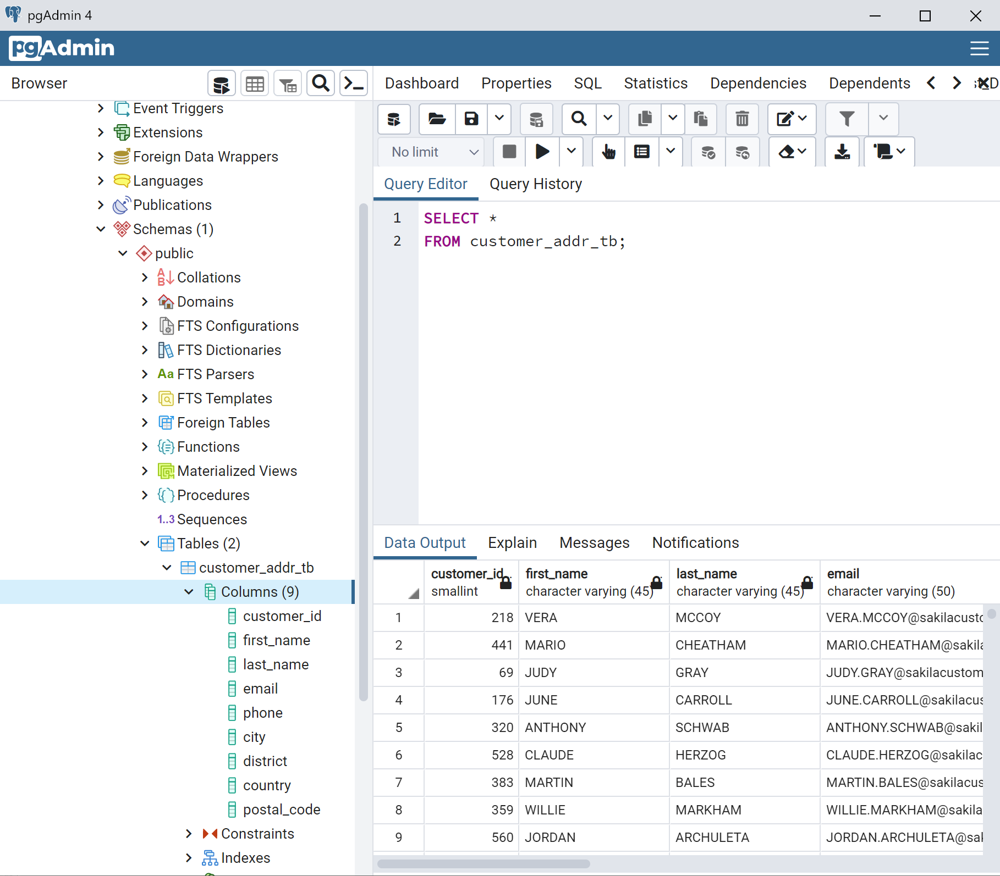 pgAdmin 4
pgAdmin
Browser
Dashboard Properties SQL Statistics Dependencies Dependents
Event Triggers
Extensions
Foreign Data Wrappers
Languages
Publications
Schemas (1)
public
Collations
Domains
FTS Configurations
FTS Dictionaries
Aa FTS Parsers
FTS Templates
Foreign Tables
Functions
Materialized Views
Procedures
1..3 Sequences
Tables (2)
customer_addr_tb
Columns (9)
customer_id
first_name
last_name
email
phone
city
district
country
postal_code
Constraints
Indexes
No limit
Query Editor Query History
1 SELECT *
2 FROM customer_addr_tb;
Data Output Explain Messages Notifications
customer_id first_name last_name email
smallint character varying (45) character varying (45) character varying (50)
1 218 VERA MCCOY VERA.MCCOY@sakilacusto
2 441 MARIO CHEATHAM MARIO.CHEATHAM@sakila
3 69 JUDY GRAY JUDY.GRAY@sakilacustom
4 176 JUNE CARROLL JUNE.CARROLL@sakilacus
5 320 ANTHONY SCHWAB ANTHONY.SCHWAB@sakil
6 528 CLAUDE HERZOG CLAUDE.HERZOG@sakilac
7 383 MARTIN BALES MARTIN.BALES@sakilacus
8 359 WILLIE MARKHAM WILLIE.MARKHAM@sakila
9 560 JORDAN ARCHULETA JORDAN.ARCHULETA@sak